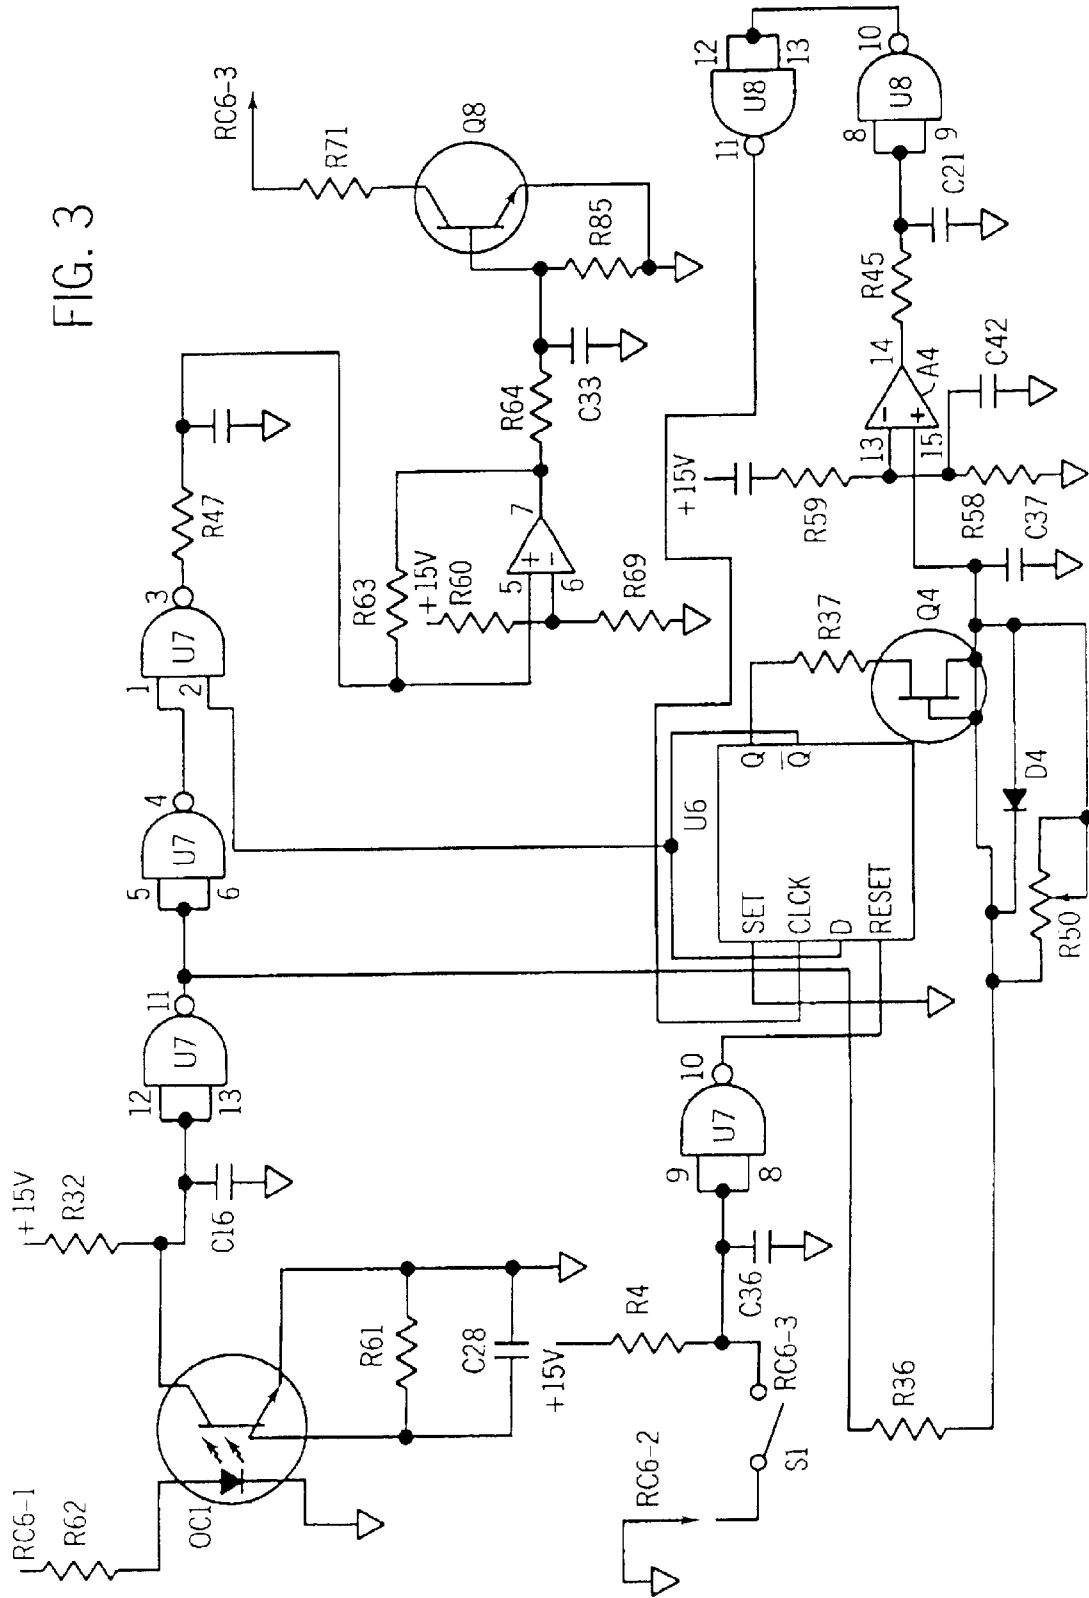 FIG. 3
RC6-1
R62
OC1
+15V
R32
C16
R61
C28
12
13
U7
11
5
6
U7
4
1
2
U7
3
R47
R63
+15V
R60
5
6
+
−
7
R69
R64
C33
R85
Q8
R71
RC6-3
RC6-2
S1
RC6-3
+15V
R4
C36
9
8
U7
10
U6
SET
CLCK
D
RESET
Q
Q̅
R37
Q4
R36
R50
D4
C37
R58
R59
+15V
13
15
−
+
14
A4
C42
R45
C21
8
9
U8
10
12
13
U8
11